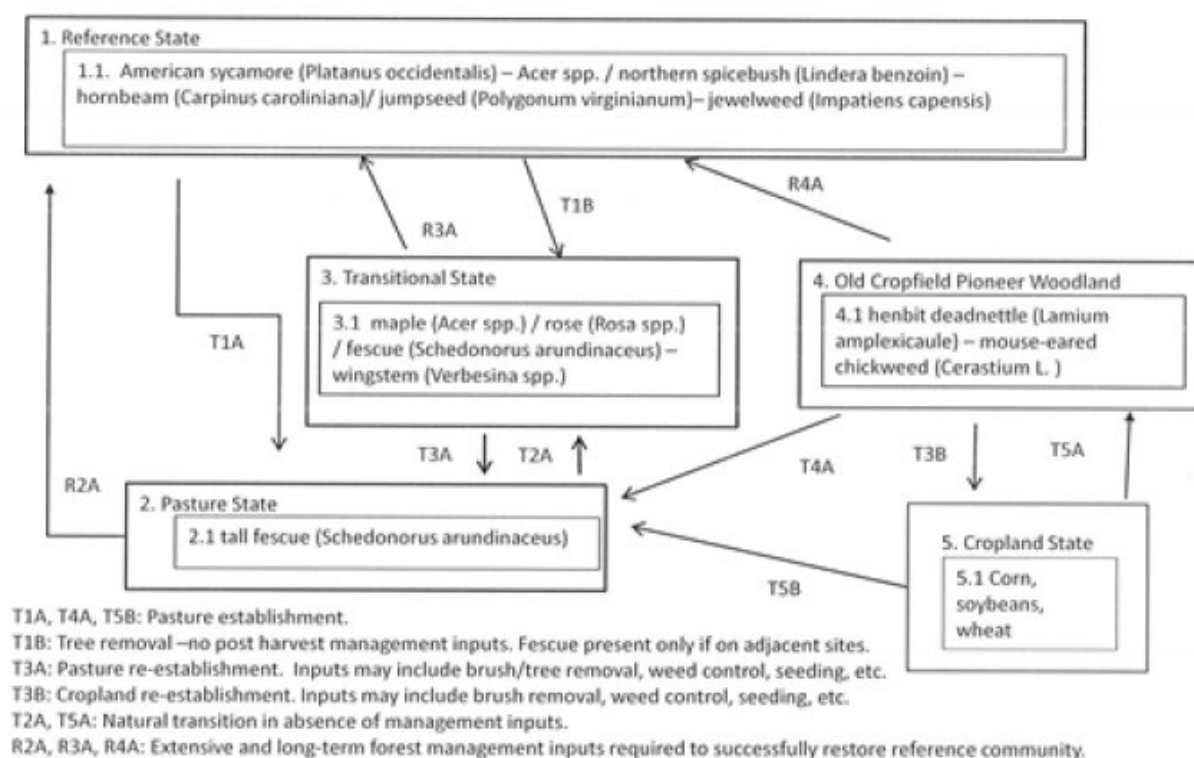 1. Reference State
1.1. American sycamore (Platanus occidentalis) – Acer spp. / northern spicebush (Lindera benzoin) –
hornbeam (Carpinus caroliniana)/ jumpseed (Polygonum virginianum)– jewelweed (Impatiens capensis)
R4A
T1B
R3A
3. Transitional State
3.1 maple (Acer spp.) / rose (Rosa spp.)
/ fescue (Schedonorus arundinaceus) –
wingstem (Verbesina spp.)
4. Old Cropfield Pioneer Woodland
4.1 henbit deadnettle (Lamium
amplexicaule) – mouse-eared
chickweed (Cerastium L. )
T1A
T3A
T2A
T4A
T3B
T5A
R2A
2. Pasture State
2.1 tall fescue (Schedonorus arundinaceus)
5. Cropland State
5.1 Corn,
soybeans,
wheat
T5B
T1A, T4A, T5B: Pasture establishment.
T1B: Tree removal –no post harvest management inputs. Fescue present only if on adjacent sites.
T3A: Pasture re-establishment. Inputs may include brush/tree removal, weed control, seeding, etc.
T3B: Cropland re-establishment. Inputs may include brush removal, weed control, seeding, etc.
T2A, T5A: Natural transition in absence of management inputs.
R2A, R3A, R4A: Extensive and long-term forest management inputs required to successfully restore reference community.